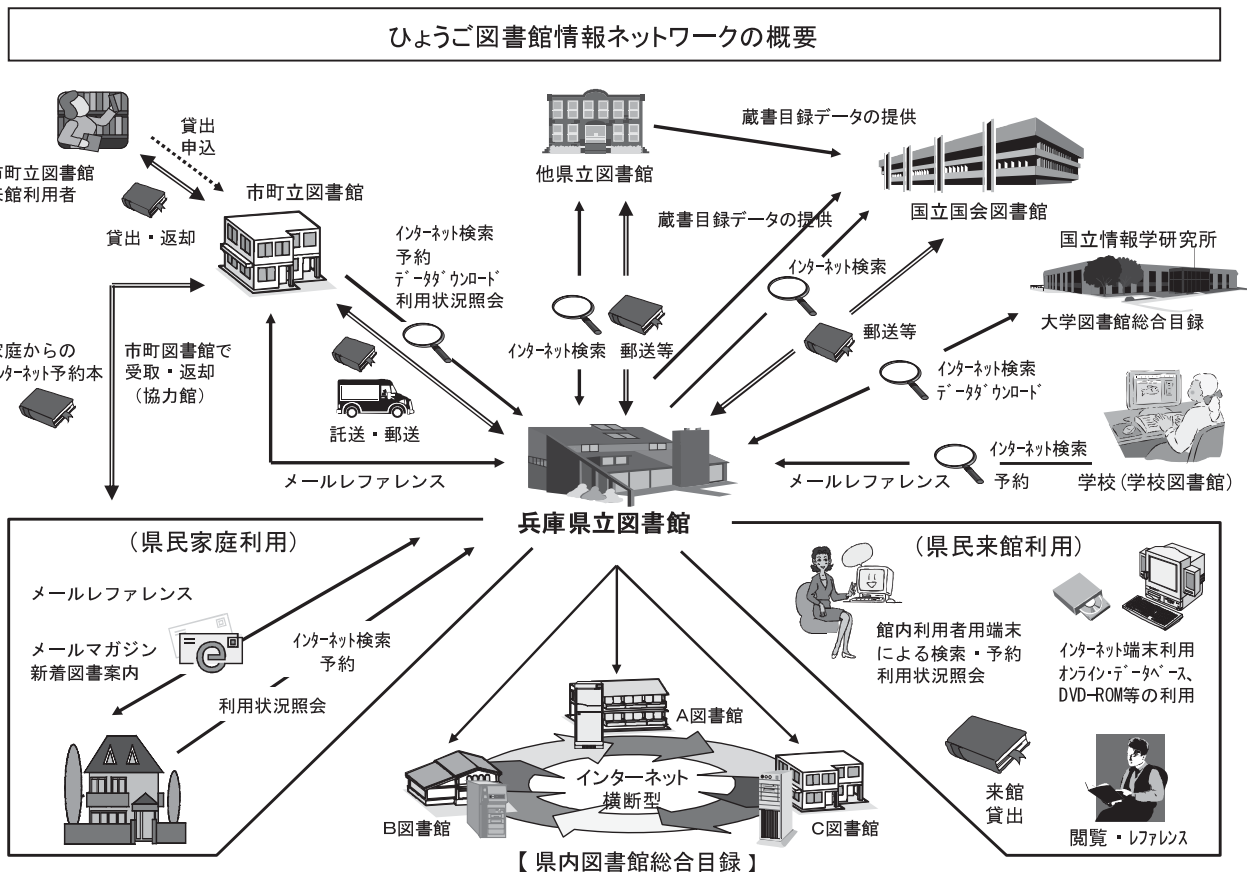 ひょうご図書館情報ネットワークの概要
貸出
申込
市町立図書館
来館利用者
貸出・返却
市町立図書館
他県立図書館
蔵書目録データの提供
国立国会図書館
蔵書目録データの提供
国立情報学研究所
大学図書館総合目録
インターネット検索
予約
データダウンロード
利用状況照会
インターネット検索
郵送等
インターネット検索
郵送等
インターネット検索
データダウンロード
家庭からの
インターネット予約本
市町図書館で
受取・返却
（協力館）
託送・郵送
メールレファレンス
メールレファレンス
インターネット検索
予約
学校（学校図書館）
兵庫県立図書館
（県民家庭利用）
メールレファレンス
メールマガジン
新着図書案内
インターネット検索
予約
利用状況照会
A図書館
B図書館
C図書館
インターネット
横断型
【 県内図書館総合目録 】
（県民来館利用）
館内利用者用端末
による検索・予約
利用状況照会
インターネット端末利用
オンライン・データベース、
DVD-ROM等の利用
来館
貸出
閲覧・レファレンス